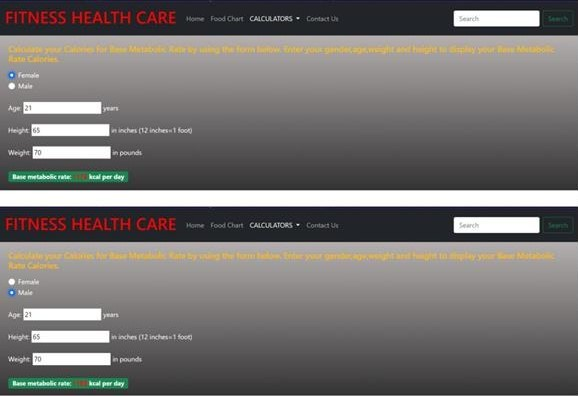 FITNESS HEALTH CARE Home Food Chart CALCULATORS Contact Us Search Search
Calculate your Calories for Base Metabolic Rate by using the form below. Enter your gender,age,weight and height to display your Base Metabolic
Rate Calories.
Female
Male
Age: 21 years
Height: 65 in inches (12 inches=1 foot)
Weight: 70 in pounds
Base metabolic rate: kcal per day
FITNESS HEALTH CARE Home Food Chart CALCULATORS Contact Us Search Search
Calculate your Calories for Base Metabolic Rate by using the form below. Enter your gender,age,weight and height to display your Base Metabolic
Rate Calories.
Female
Male
Age: 21 years
Height: 65 in inches (12 inches=1 foot)
Weight: 70 in pounds
Base metabolic rate: kcal per day